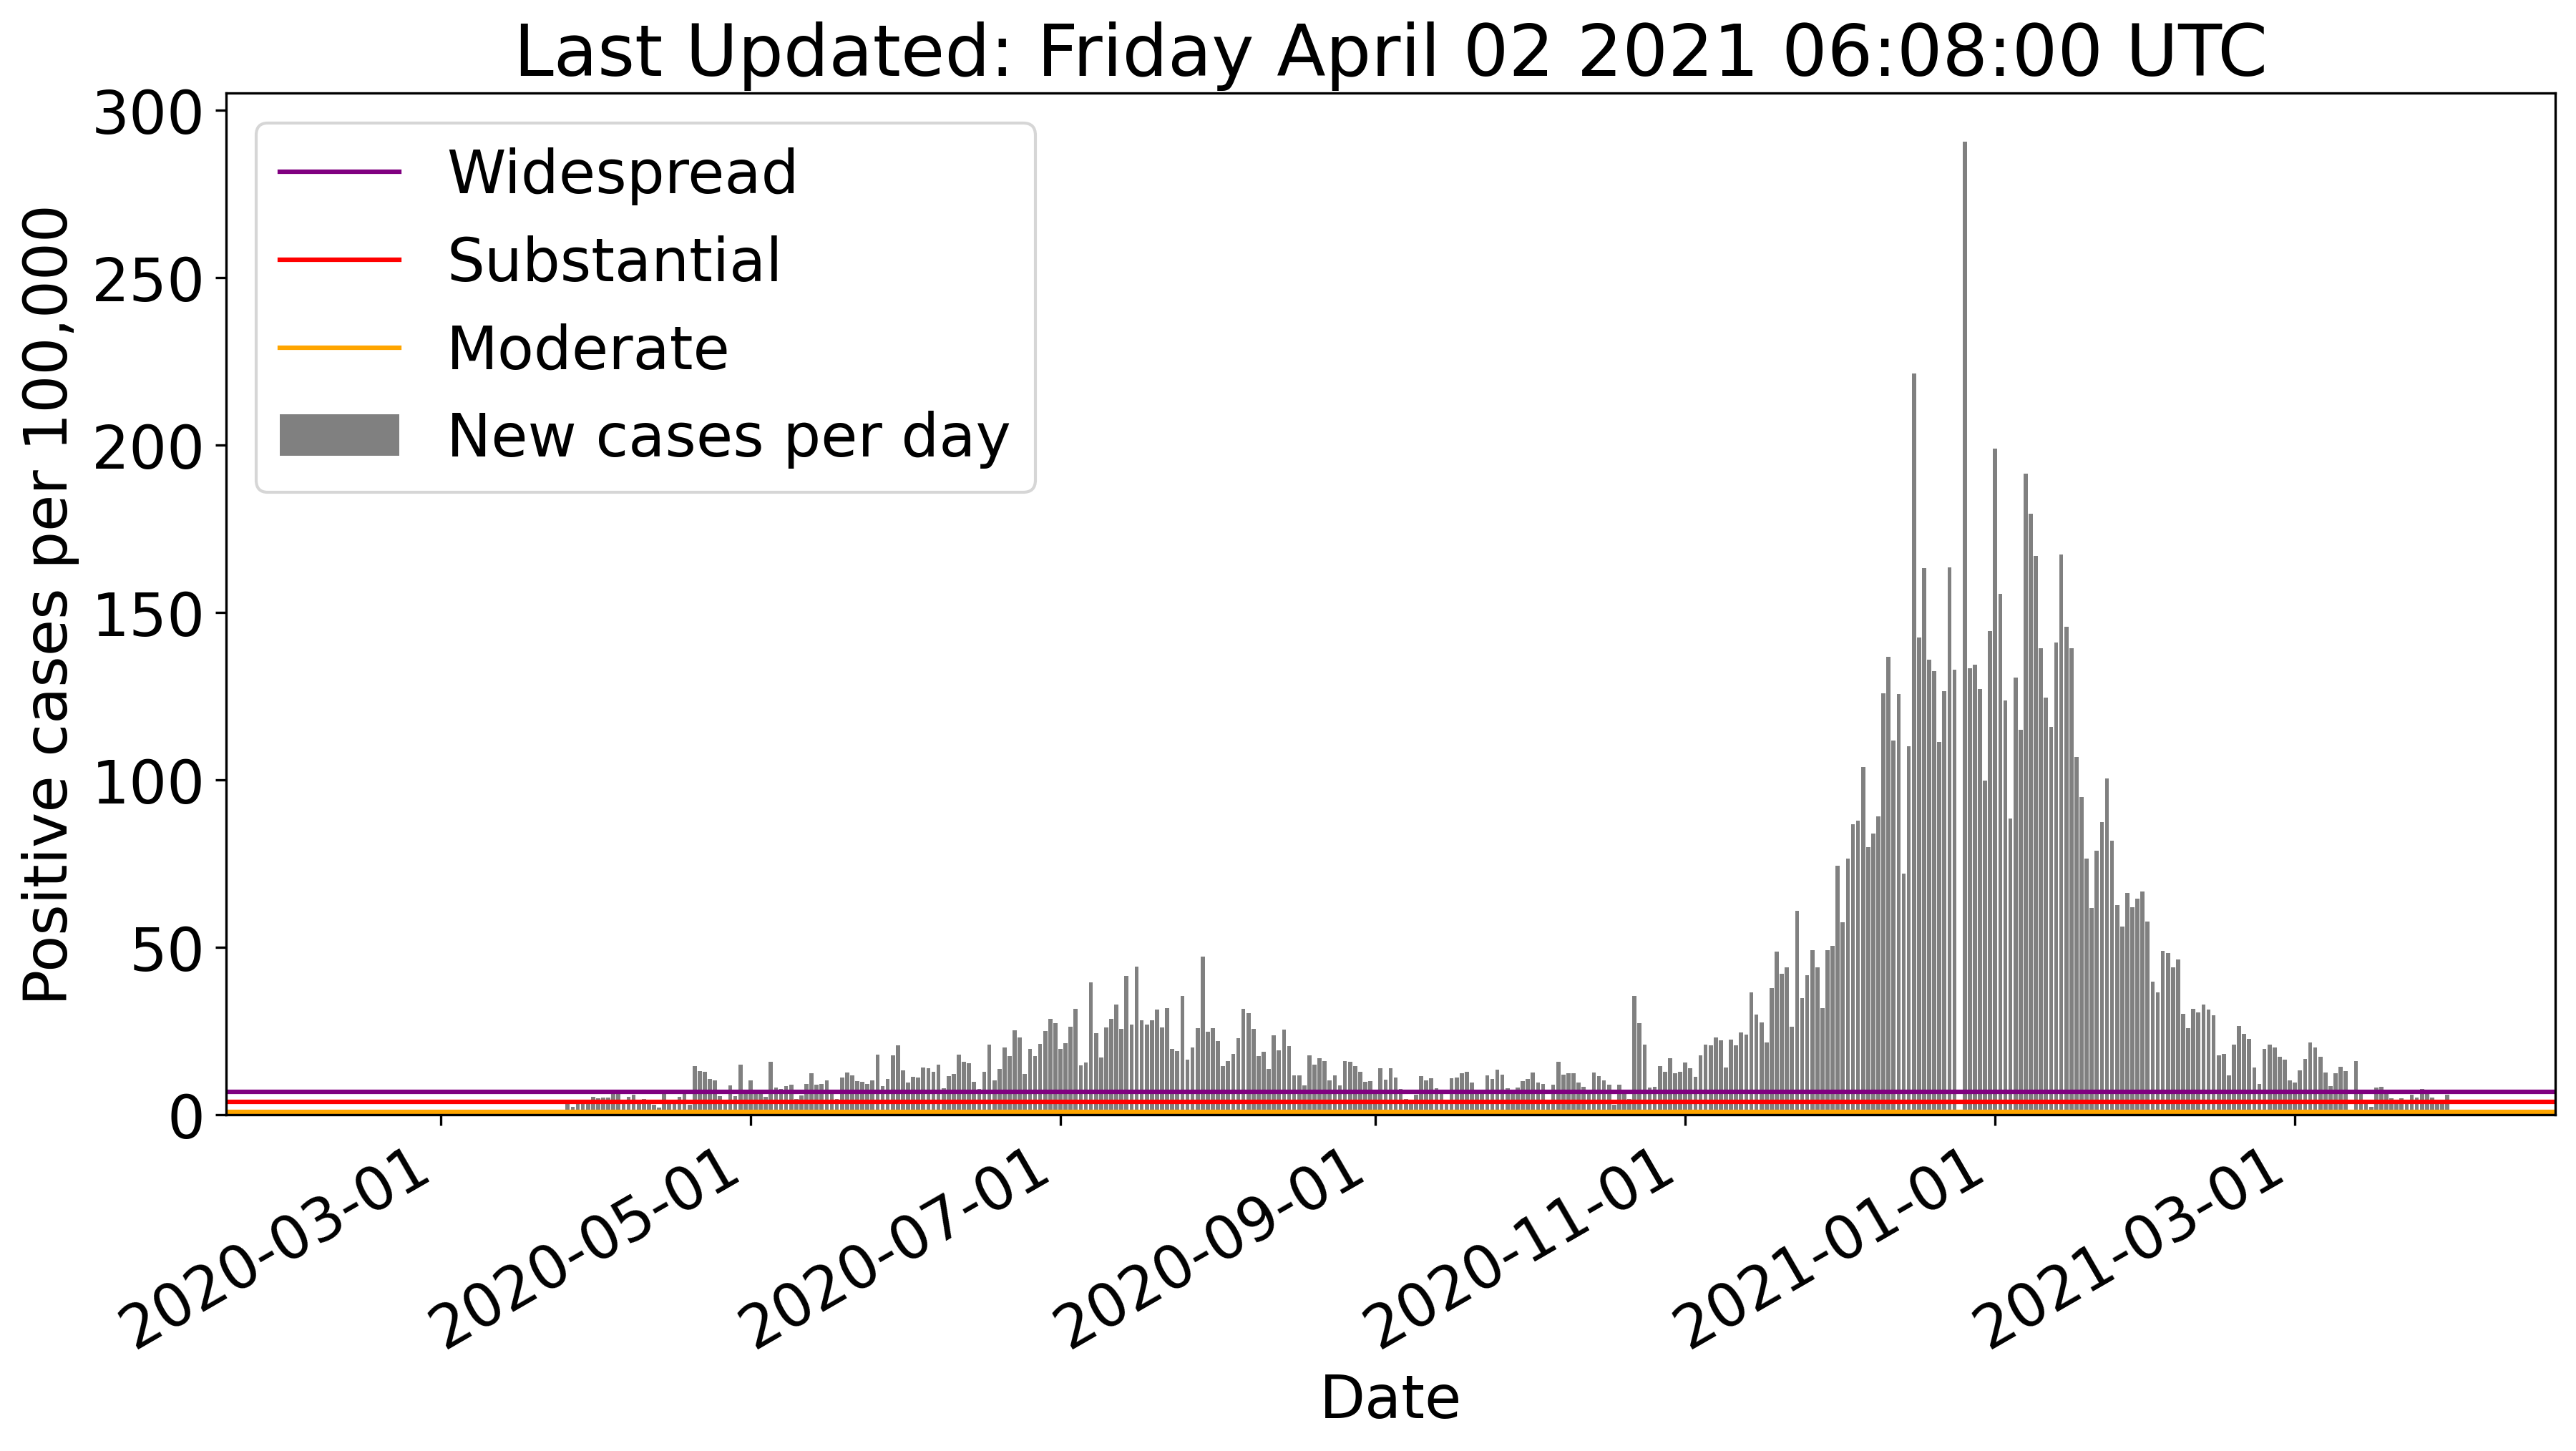 Last Updated: Friday April 02 2021 06:08:00 UTC
Positive cases per 100,000
300
250
200
150
100
50
0
Widespread
Substantial
Moderate
New cases per day
2020-03-01
2020-05-01
2020-07-01
2020-09-01
2020-11-01
2021-01-01
2021-03-01
Date